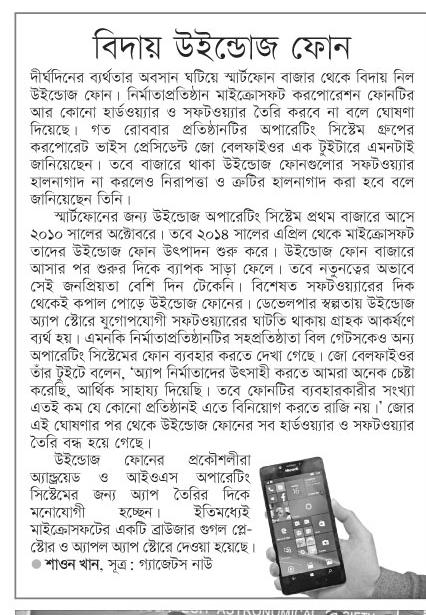 বিদায় উইন্ডোজ ফোন
দীর্ঘদিনের ব্যর্থতার অবসান ঘটিয়ে স্মার্টফোন বাজার থেকে বিদায় নিল
উইন্ডোজ ফোন। নির্মাতাপ্রতিষ্ঠান মাইক্রোসফট করপোরেশন ফোনটির
আর কোনো হার্ডওয়্যার ও সফটওয়্যার তৈরি করবে না বলে ঘোষণা
দিয়েছে। গত রোববার প্রতিষ্ঠানটির অপারেটিং সিস্টেম গ্রুপের
করপোরেট ভাইস প্রেসিডেন্ট জো বেলফাইওর এক টুইটারে এমনটাই
জানিয়েছেন। তবে বাজারে থাকা উইন্ডোজ ফোনগুলোর সফটওয়্যার
হালনাগাদ না করলেও নিরাপত্তা ও ত্রুটির হালনাগাদ করা হবে বলে
জানিয়েছেন তিনি।
স্মার্টফোনের জন্য উইন্ডোজ অপারেটিং সিস্টেম প্রথম বাজারে আসে
২০১০ সালের অক্টোবরে। তবে ২০১৪ সালের এপ্রিল থেকে মাইক্রোসফট
তাদের উইন্ডোজ ফোন উৎপাদন শুরু করে। উইন্ডোজ ফোন বাজারে
আসার পর শুরুর দিকে ব্যাপক সাড়া ফেলে। তবে নতুনত্বের অভাবে
সেই জনপ্রিয়তা বেশি দিন টেকেনি। বিশেষত সফটওয়্যারের দিক
থেকেই কপাল পোড়ে উইন্ডোজ ফোনের। ডেভেলপার স্বল্পতায় উইন্ডোজ
অ্যাপ স্টোরে যুগোপযোগী সফটওয়্যারের ঘাটতি থাকায় গ্রাহক আকর্ষণে
ব্যর্থ হয়। এমনকি নির্মাতাপ্রতিষ্ঠানটির সহপ্রতিষ্ঠাতা বিল গেটসকেও অন্য
অপারেটিং সিস্টেমের ফোন ব্যবহার করতে দেখা গেছে। জো বেলফাইওর
তাঁর টুইটে বলেন, ‘অ্যাপ নির্মাতাদের উৎসাহী করতে আমরা অনেক চেষ্টা
করেছি, আর্থিক সাহায্য দিয়েছি। তবে ফোনটির ব্যবহারকারীর সংখ্যা
এতই কম যে কোনো প্রতিষ্ঠানই এতে বিনিয়োগ করতে রাজি নয়।’ জোর
এই ঘোষণার পর থেকে উইন্ডোজ ফোনের সব হার্ডওয়্যার ও সফটওয়্যার
তৈরি বন্ধ হয়ে গেছে।
উইন্ডোজ ফোনের প্রকৌশলীরা
অ্যান্ড্রয়েড ও আইওএস অপারেটিং
সিস্টেমের জন্য অ্যাপ তৈরির দিকে
মনোযোগী হচ্ছেন। ইতিমধ্যেই
মাইক্রোসফটের একটি ব্রাউজার গুগল প্লে-
স্টোর ও অ্যাপল অ্যাপ স্টোরে দেওয়া হয়েছে।
● শাওন খান, সূত্র : গ্যাজেটস নাউ